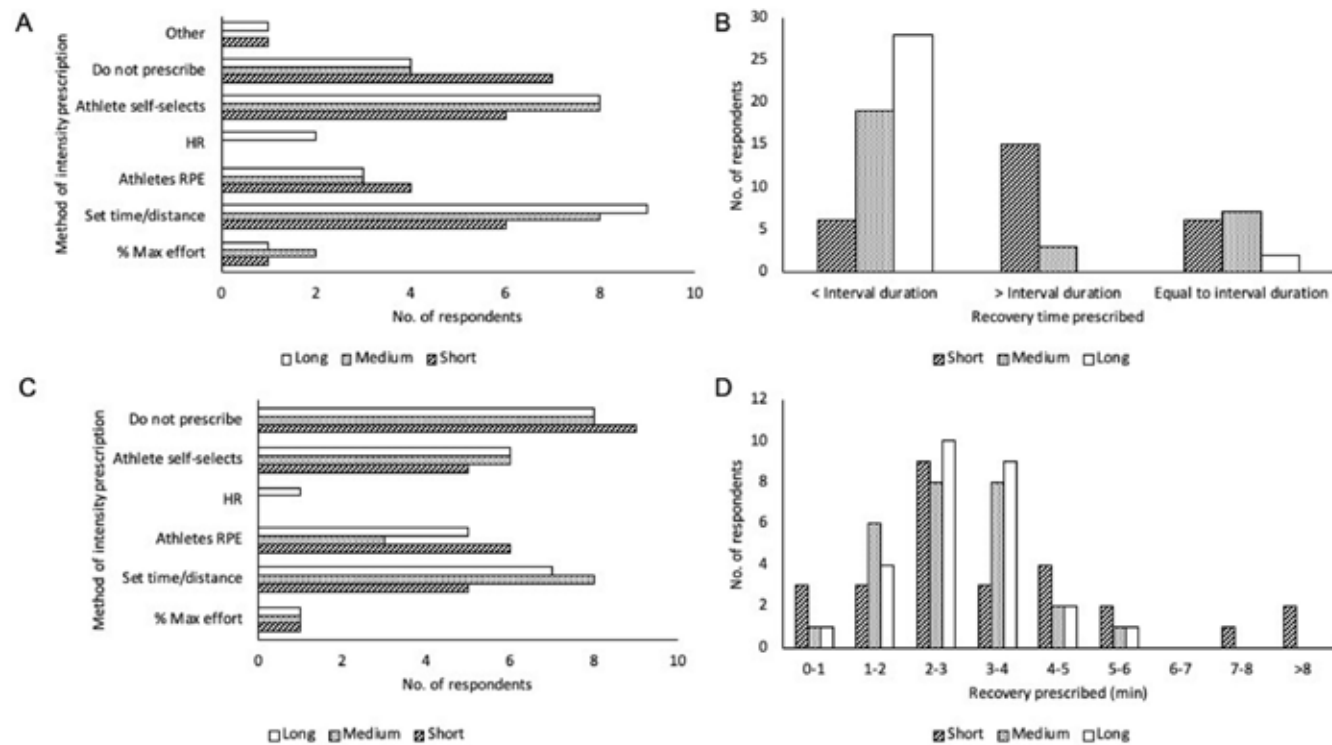 A
Method of intensity prescription
Other
Do not prescribe
Athlete self-selects
HR
Athletes RPE
Set time/distance
% Max effort
0 2 4 6 8 10
No. of respondents
Long Medium Short
B
No. of respondents
30
25
20
15
10
5
0
< Interval duration > Interval duration Equal to interval duration
Recovery time prescribed
Short Medium Long
C
Method of intensity prescription
Do not prescribe
Athlete self-selects
HR
Athletes RPE
Set time/distance
% Max effort
0 2 4 6 8 10
No. of respondents
Long Medium Short
D
No. of respondents
12
10
8
6
4
2
0
0-1 1-2 2-3 3-4 4-5 5-6 6-7 7-8 >8
Recovery prescribed (min)
Short Medium Long